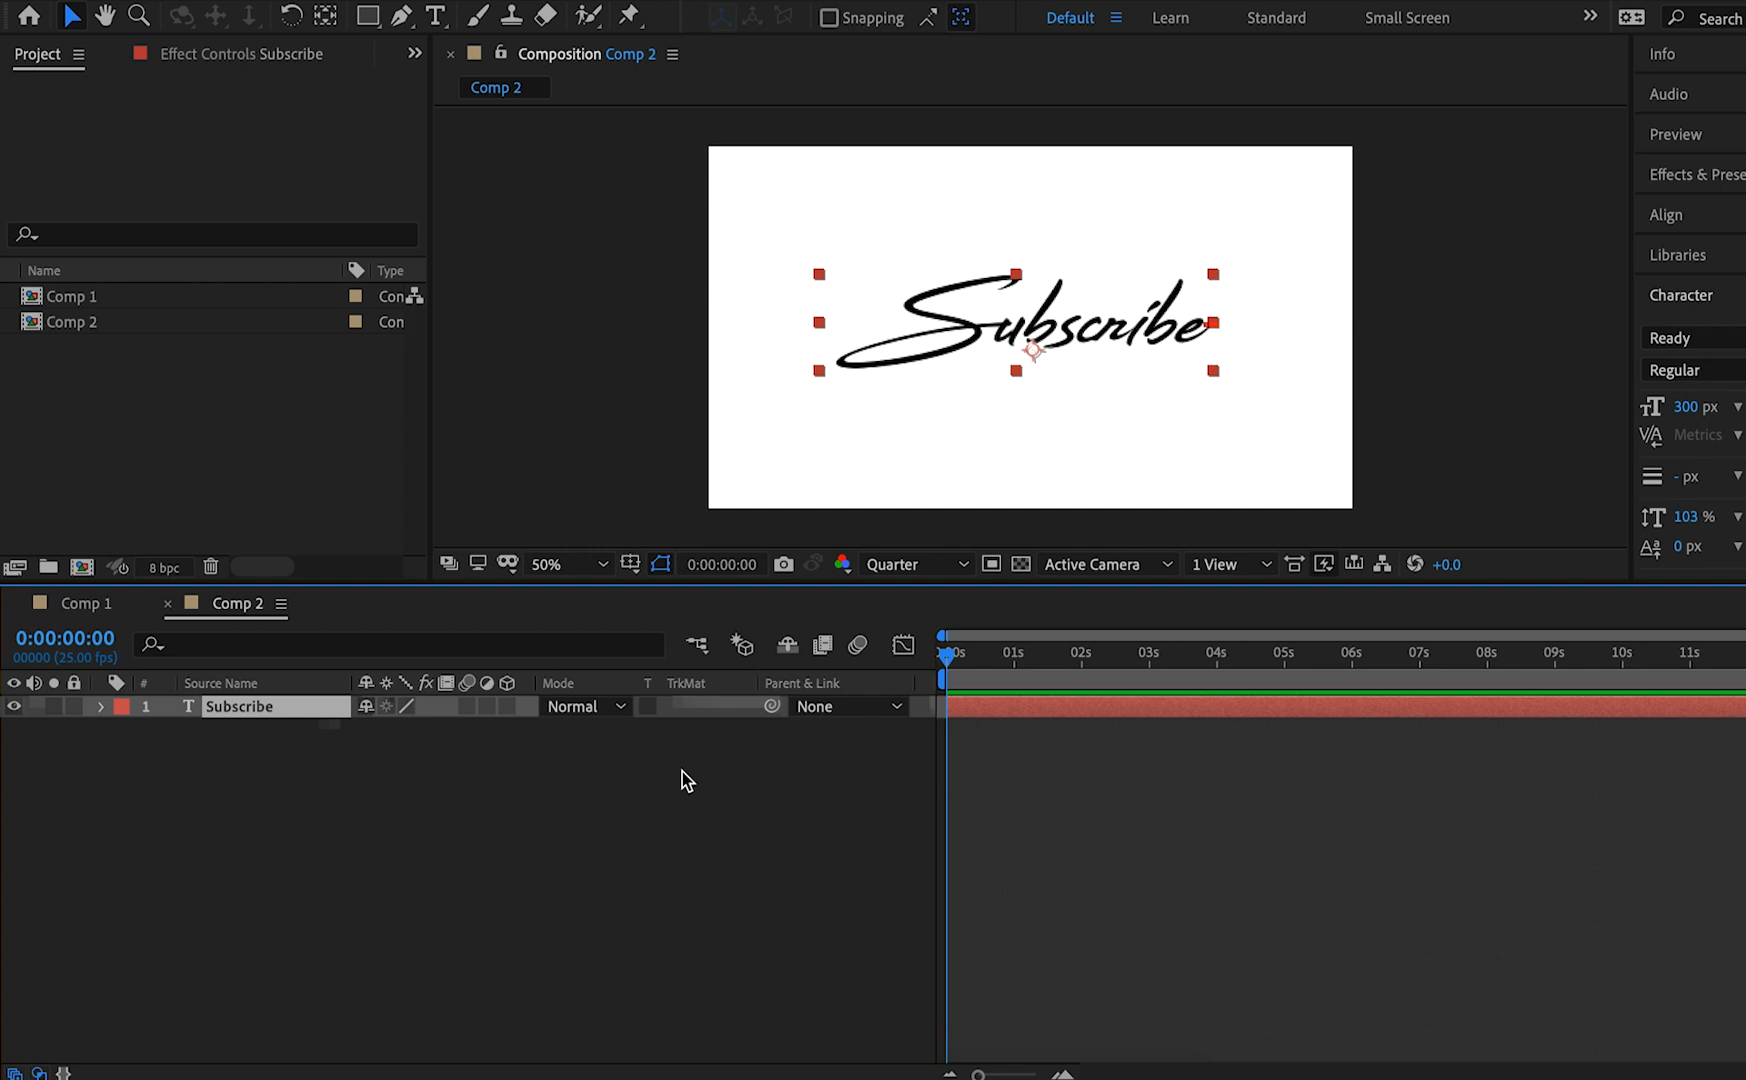 Snapping
Default
Learn
Standard
Small Screen
Search
Project
Effect Controls Subscribe
Composition Comp 2
Comp 2
Info
Audio
Preview
Effects & Prese
Align
Libraries
Character
Ready
Regular
300 px
Metrics
- px
103 %
0 px
Name
Type
Comp 1
Con
Comp 2
Con
Subscribe
8 bpc
50%
0:00:00:00
Quarter
Active Camera
1 View
+0.0
Comp 1
Comp 2
0:00:00:00
00000 (25.00 fps)
01s
02s
03s
04s
05s
06s
07s
08s
09s
10s
11s
#
Source Name
fx
Mode
T
TrkMat
Parent & Link
1
T
Subscribe
Normal
None